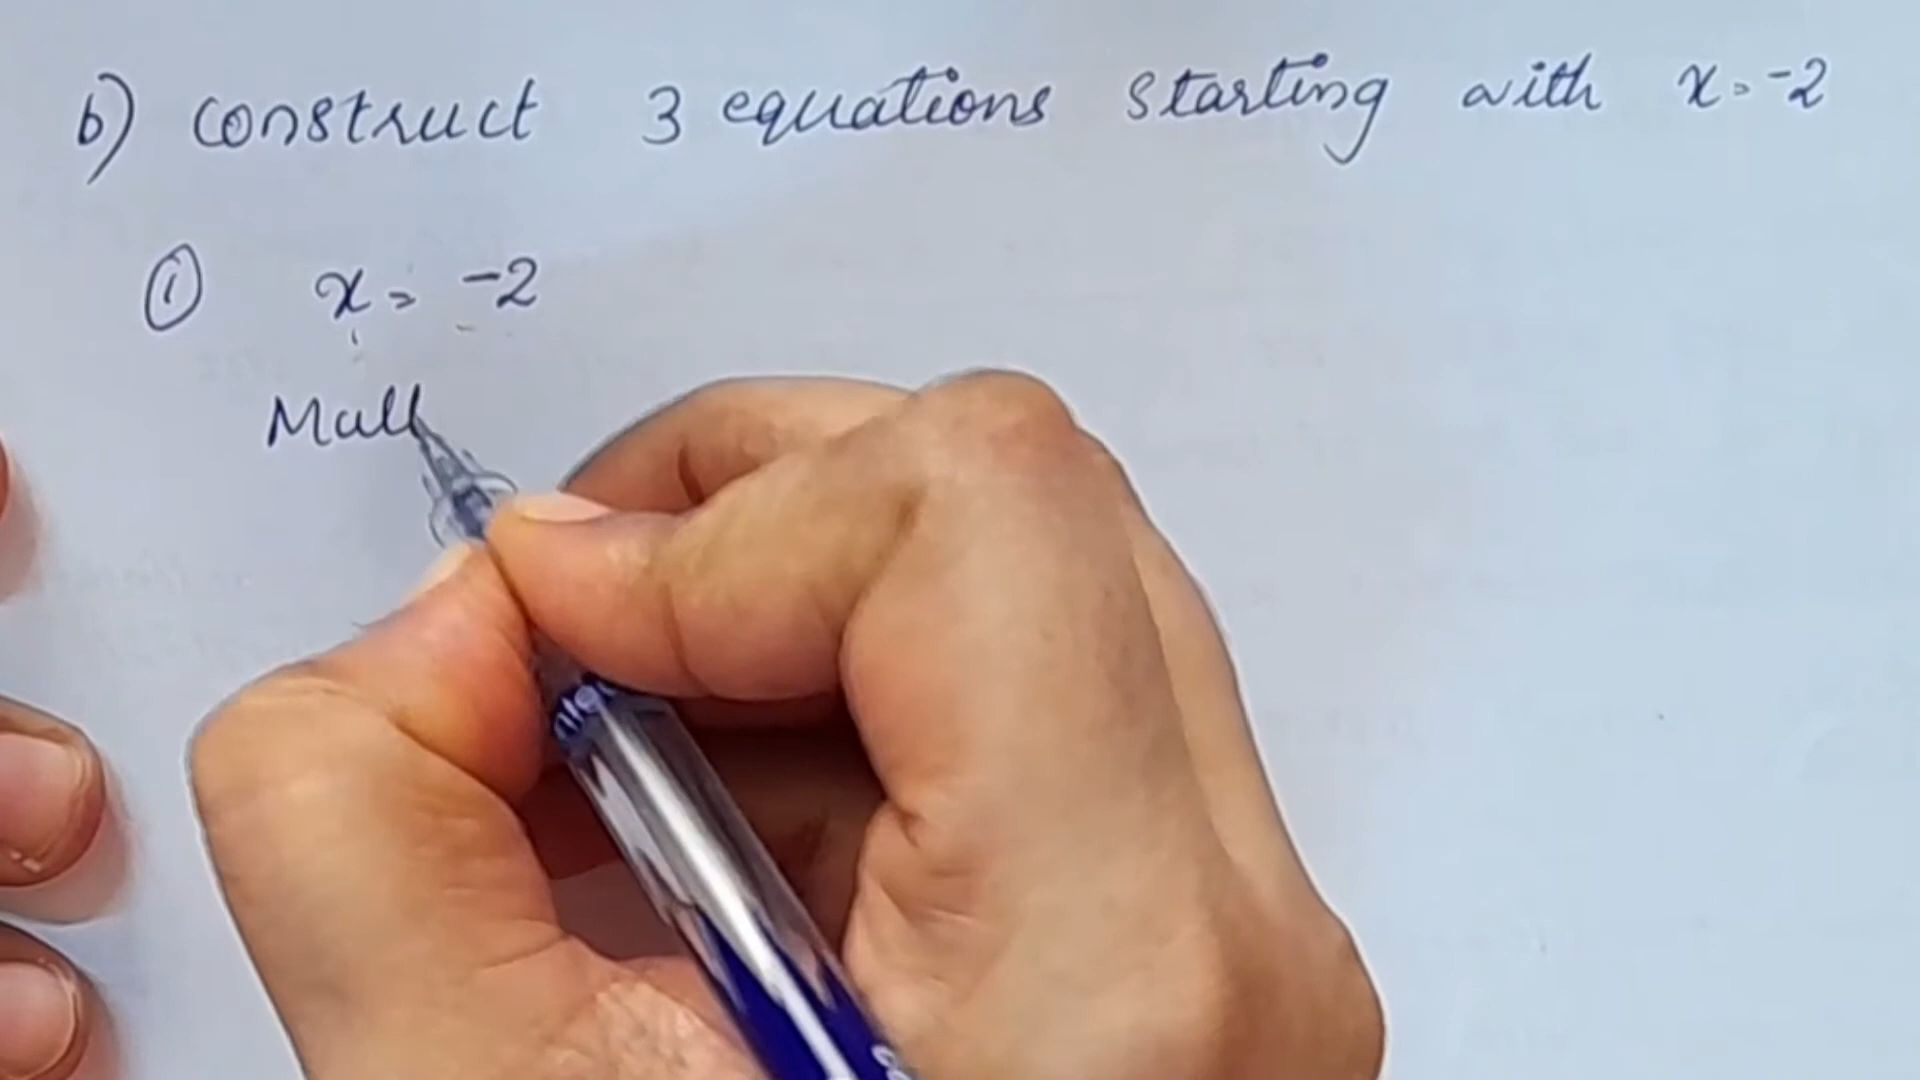 b) construct 3 equations starting with x = -2
① x = -2
Mult